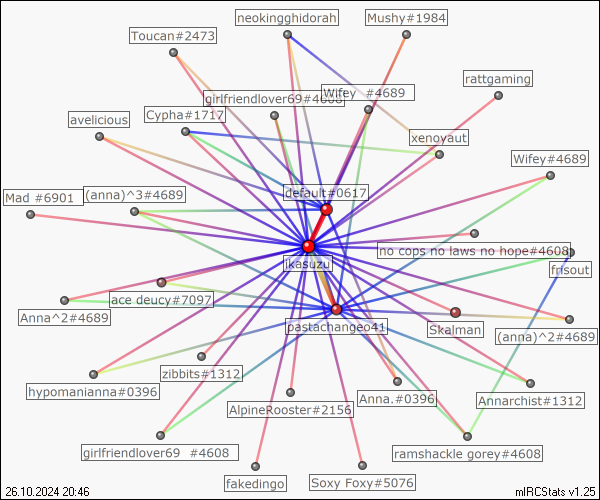 neokingghidorah
Mushy#1984
Toucan#2473
rattgaming
Wifey  #4689
girlfriendlover69#4608
avelicious
Cypha#1717
xenoyaut
Wifey#4689
default#0617
Mad #6901
(anna)^3#4689
no cops no laws no hope#4608
jikasuzu
frisout
ace deucy#7097
Anna^2#4689
pastachangeo41
Skalman
(anna)^2#4689
zibbits#1312
hypomanianna#0396
Anna.#0396
Annarchist#1312
AlpineRooster#2156
girlfriendlover69  #4608
ramshackle gorey#4608
fakedingo
Soxy Foxy#5076
26.10.2024 20:46
mIRCStats v1.25